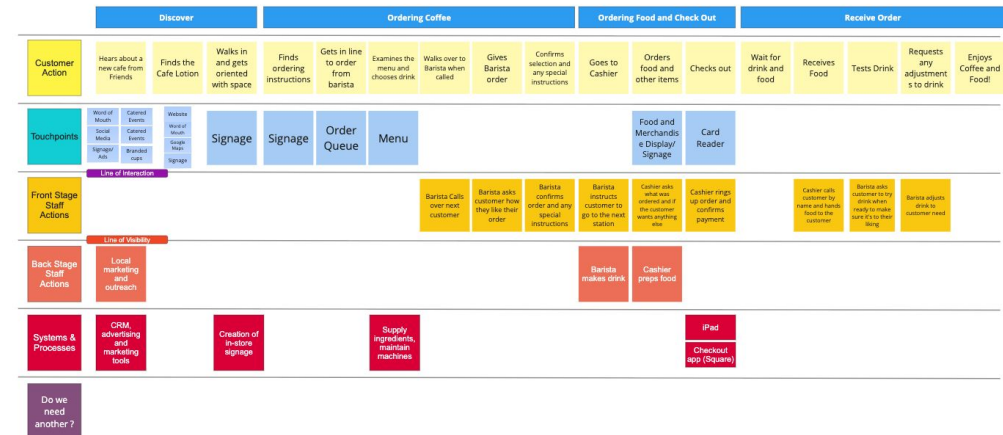 Discover
Ordering Coffee
Ordering Food and Check Out
Receive Order
Customer
Action
Hears about a
new cafe from
Friends
Finds the
Cafe Lotion
Walks in
and gets
oriented
with space
Finds
ordering
instructions
Gets in line
to order
from
barista
Examines the
menu and
chooses drink
Walks over to
Barista when
called
Gives
Barista
order
Confirms
selection and
any special
instructions
Goes to
Cashier
Orders
food and
other items
Checks out
Wait for
drink and
food
Receives
Food
Tests Drink
Requests
any
adjustment
s to drink
Enjoys
Coffee and
Food!
Touchpoints
Word of
Mouth
Catered
Events
Social
Media
Catered
Events
Signage/
Ads
Branded
cups
Website
Word of
Mouth
Google
Maps
Signage
Signage
Signage
Order
Queue
Menu
Food and
Merchandis
e Display/
Signage
Card
Reader
Line of Interaction
Front Stage
Staff
Actions
Barista Calls
over next
customer
Barista asks
customer how
they like their
order
Barista
confirms
order and any
special
instructions
Barista
instructs
customer to
go to the next
station
Cashier asks
what was
ordered and if
the customer
wants anything
else
Cashier rings
up order and
confirms
payment
Cashier calls
customer by
name and hands
food to the
customer
Barista asks
customer to try
drink when
ready to make
sure it's to their
liking
Barista adjusts
drink to
customer need
Line of Visibility
Back Stage
Staff
Actions
Local
marketing
and
outreach
Barista
makes drink
Cashier
preps food
Systems &
Processes
CRM,
advertising
and
marketing
tools
Creation of
in-store
signage
Supply
ingredients,
maintain
machines
iPad
Checkout
app (Square)
Do we
need
another ?